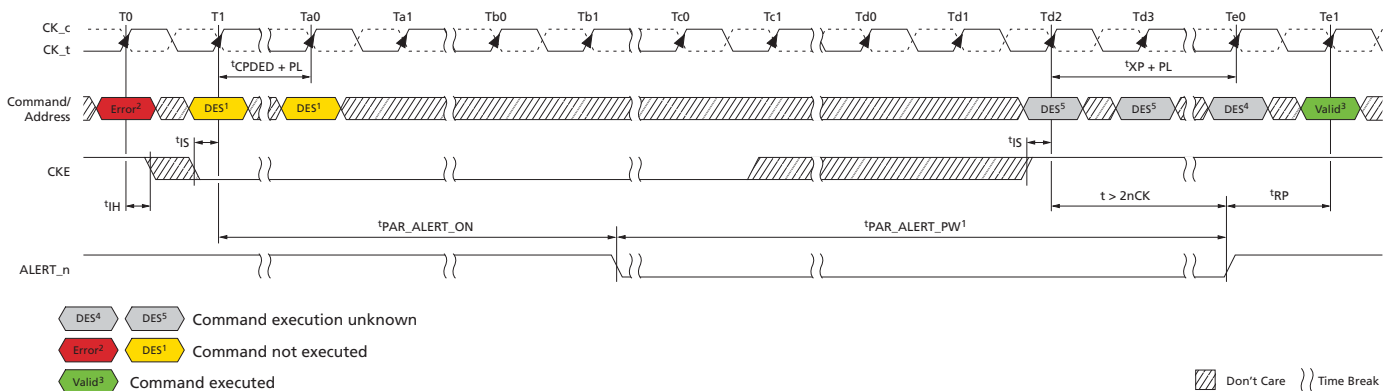 T0 T1 Ta0 Ta1 Tb0 Tb1 Tc0 Tc1 Td0 Td1 Td2 Td3 Te0 Te1
CK_c
CK_t
tCPDED + PL tXP + PL
Command/
Address
Error2 DES1 DES1 DES5 DES5 DES4 Valid3
tIS tIS
CKE
tIH t > 2nCK tRP
tPAR_ALERT_ON tPAR_ALERT_PW1
ALERT_n
DES4 DES5 Command execution unknown
Error2 DES1 Command not executed
Valid3 Command executed
Don't Care Time Break